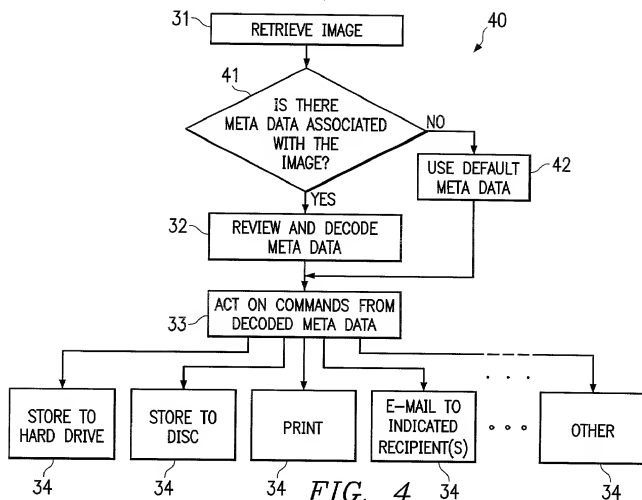 31
RETRIEVE IMAGE
40
41
IS THERE
META DATA ASSOCIATED
WITH THE
IMAGE?
NO
YES
USE DEFAULT
META DATA
42
32
REVIEW AND DECODE
META DATA
33
ACT ON COMMANDS FROM
DECODED META DATA
STORE TO
HARD DRIVE
STORE TO
DISC
PRINT
E-MAIL TO
INDICATED
RECIPIENT(S)
OTHER
34
34
34
34
34
FIG. 4